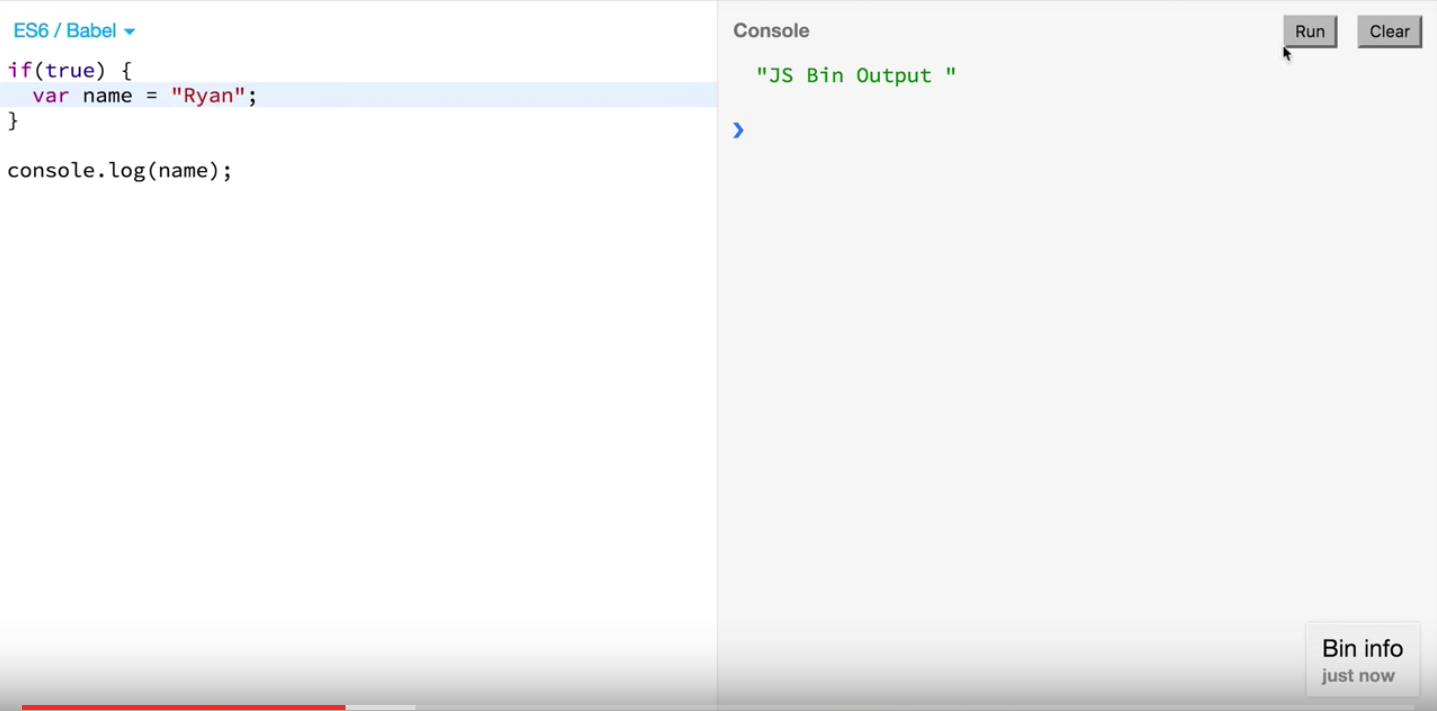 ES6 / Babel
if(true) {
  var name = "Ryan";
}
console.log(name);
Console
Run
Clear
"JS Bin Output "
Bin info
just now